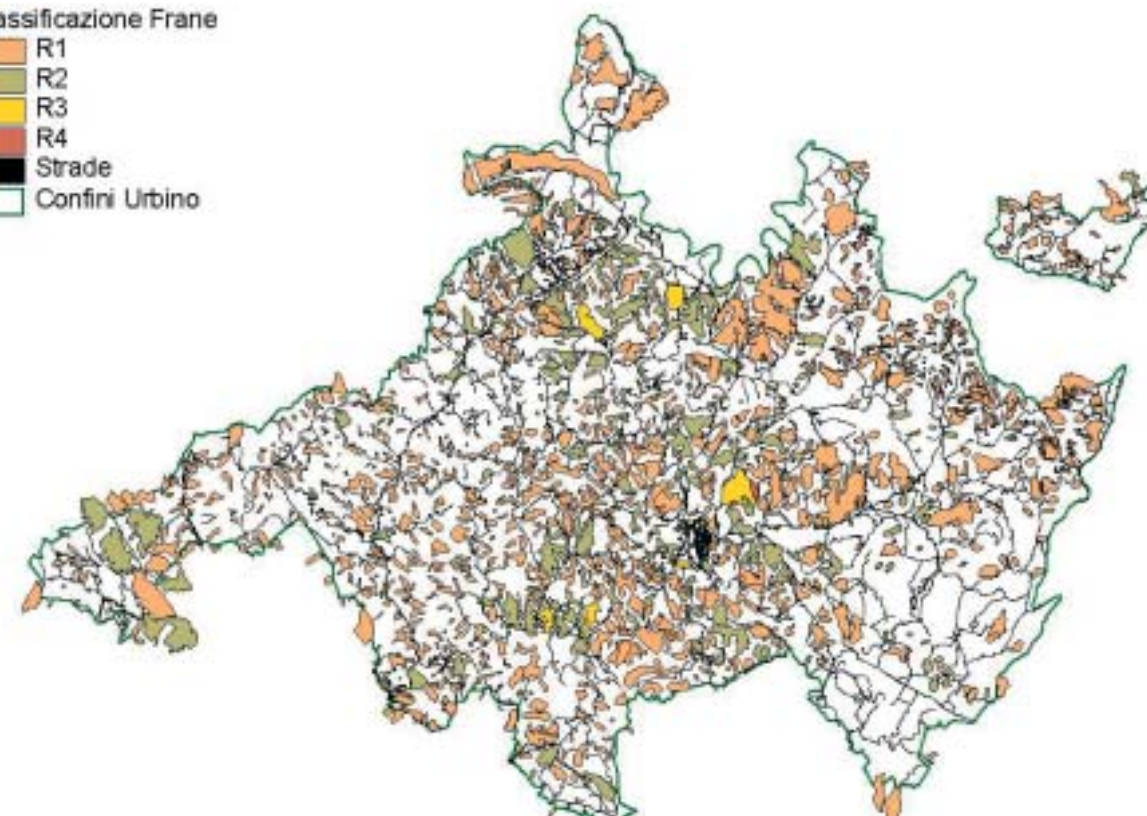 assificazione Frane
R1
R2
R3
R4
Strade
Confini Urbino